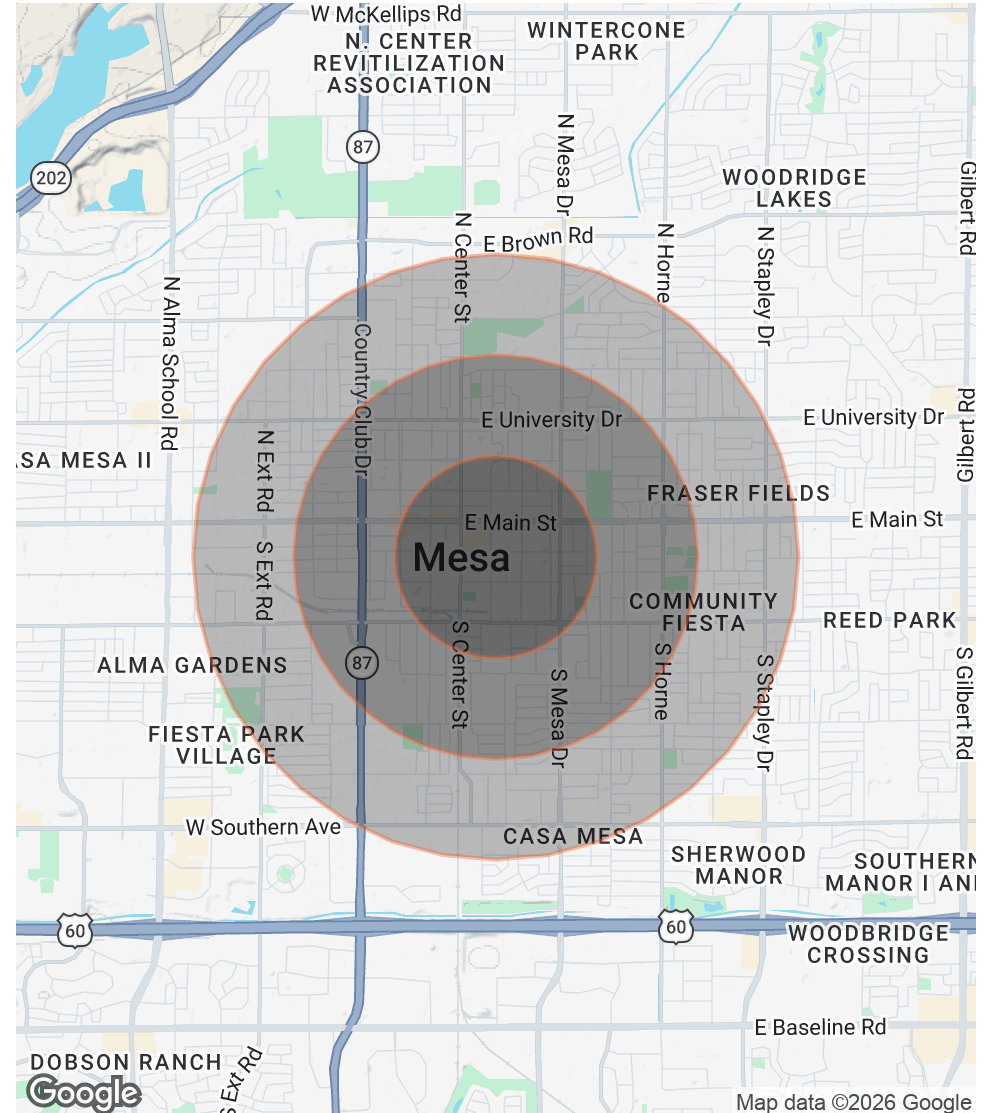 W McKellips Rd
N. CENTER
REVITILIZATION
ASSOCIATION
WINTERCONE
PARK
87
N Mesa Dr
202
WOODRIDGE
LAKES
Gilbert Rd
N Center St
E Brown Rd
N Horne
N Stapley Dr
N Alma School Rd
Country Club Dr
E University Dr
E University Dr
Gilbert Rd
SA MESA II
N Ext Rd
FRASER FIELDS
E Main St
E Main St
Mesa
S Ext Rd
COMMUNITY
FIESTA
REED PARK
ALMA GARDENS
87
S Center St
S Mesa Dr
S Horne
S Stapley Dr
S Gilbert Rd
FIESTA PARK
VILLAGE
W Southern Ave
CASA MESA
SHERWOOD
MANOR
SOUTHERN
MANOR I AN
60
60
WOODBRIDGE
CROSSING
E Baseline Rd
DOBSON RANCH
S Ext Rd
Google
Map data ©2026 Google